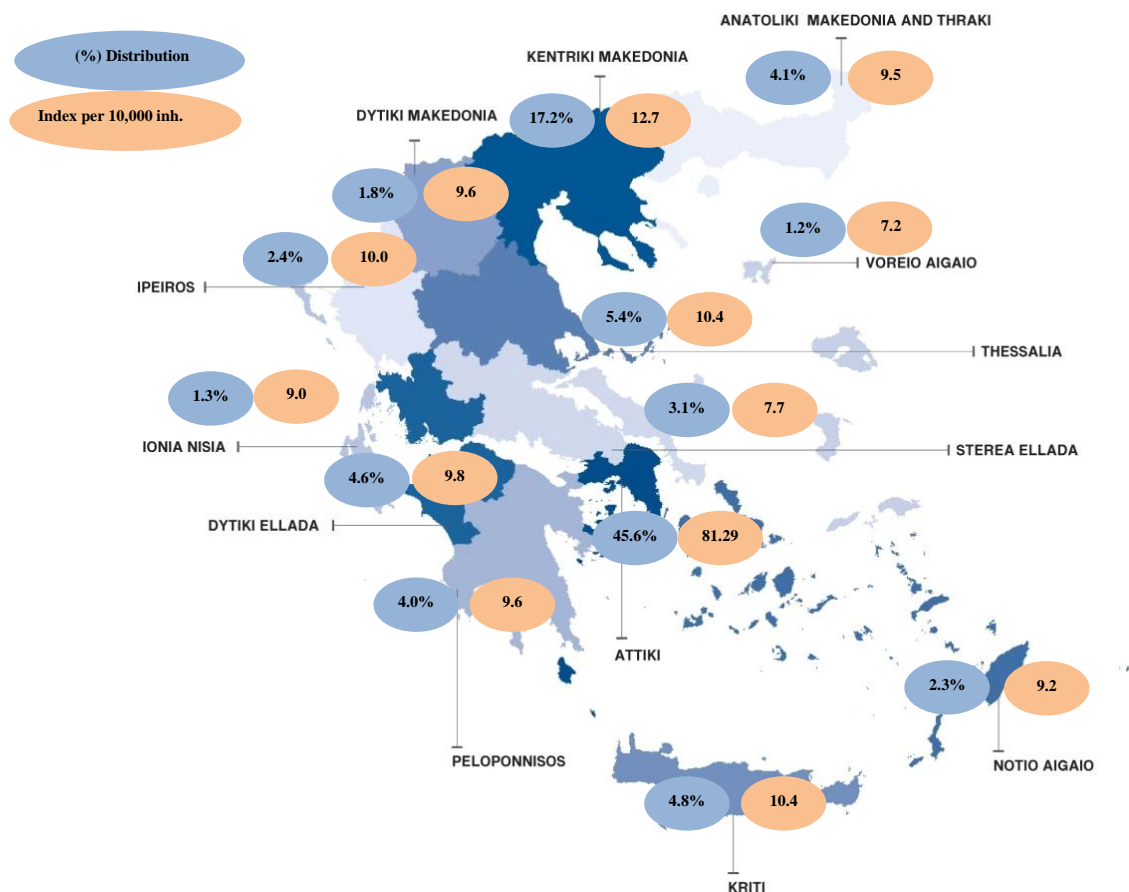 ANATOLIKI MAKEDONIA AND THRAKI
(%) Distribution
KENTRIKI MAKEDONIA
4.1% 9.5
Index per 10,000 inh.
DYTIKI MAKEDONIA
17.2% 12.7
1.8% 9.6
1.2% 7.2
2.4% 10.0
VOREIO AIGAIO
IPEIROS
5.4% 10.4
THESSALIA
1.3% 9.0
3.1% 7.7
IONIA NISIA
STEREA ELLADA
4.6% 9.8
DYTIKI ELLADA
45.6% 81.29
4.0% 9.6
ATTIKI
2.3% 9.2
PELOPONNISOS
NOTIO AIGAIO
4.8% 10.4
KRITI